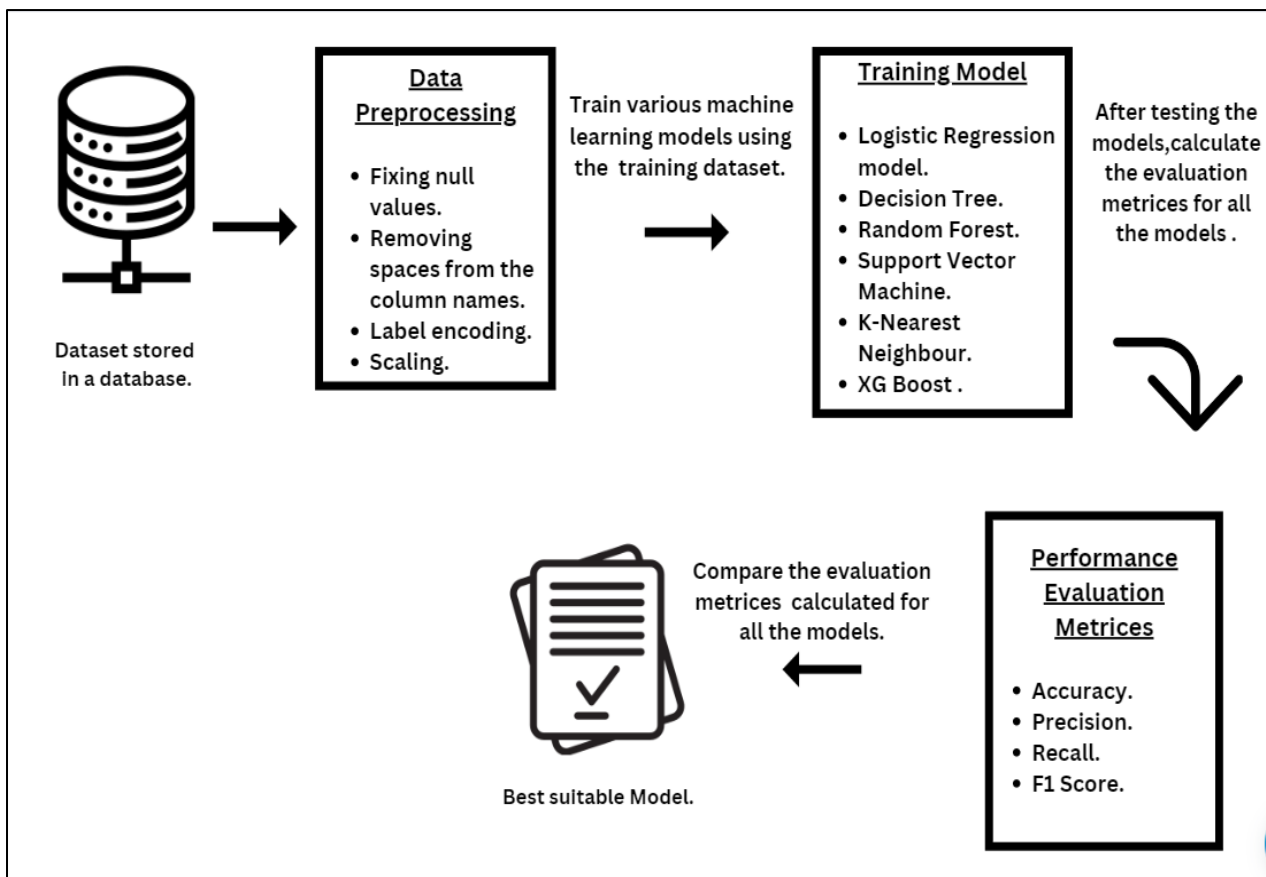 Dataset stored
in a database.
Data
Preprocessing
• Fixing null
values.
• Removing
spaces from the
column names.
• Label encoding.
• Scaling.
Train various machine
learning models using
the training dataset.
Training Model
• Logistic Regression
model.
• Decision Tree.
• Random Forest.
• Support Vector
Machine.
• K-Nearest
Neighbour.
• XG Boost .
After testing the
models,calculate
the evaluation
metrices for all
the models .
Performance
Evaluation
Metrices
• Accuracy.
• Precision.
• Recall.
• F1 Score.
Compare the evaluation
metrices calculated for
all the models.
Best suitable Model.